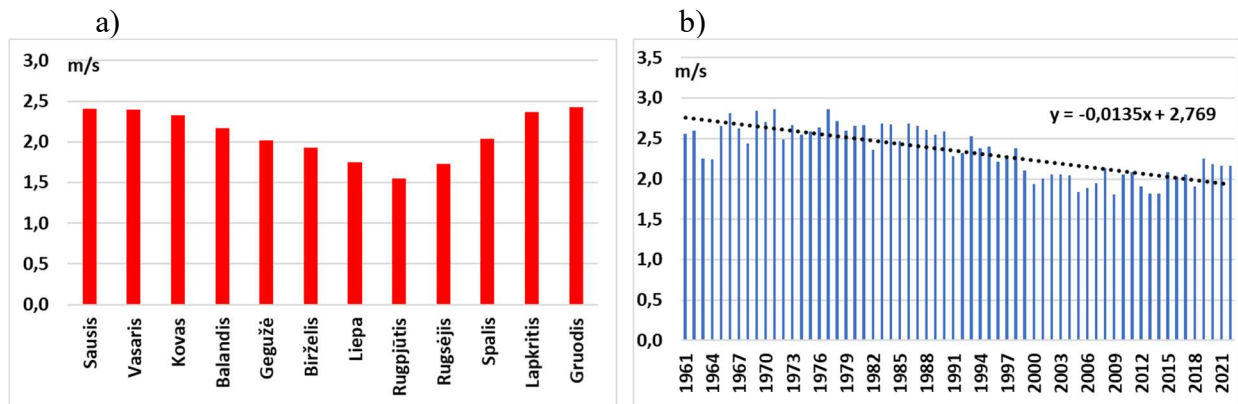 a)
3,0
m/s
2,5
2,0
1,5
1,0
0,5
0,0
Sausis
Vasaris
Kovas
Balandis
Gegužė
Birželis
Liepa
Rugpjūtis
Rugsėjis
Spalis
Lapkritis
Gruodis
b)
3,5
m/s
3,0
y = -0,0135x + 2,769
2,5
2,0
1,5
1,0
0,5
0,0
1961
1964
1967
1970
1973
1976
1979
1982
1985
1988
1991
1994
1997
2000
2003
2006
2009
2012
2015
2018
2021